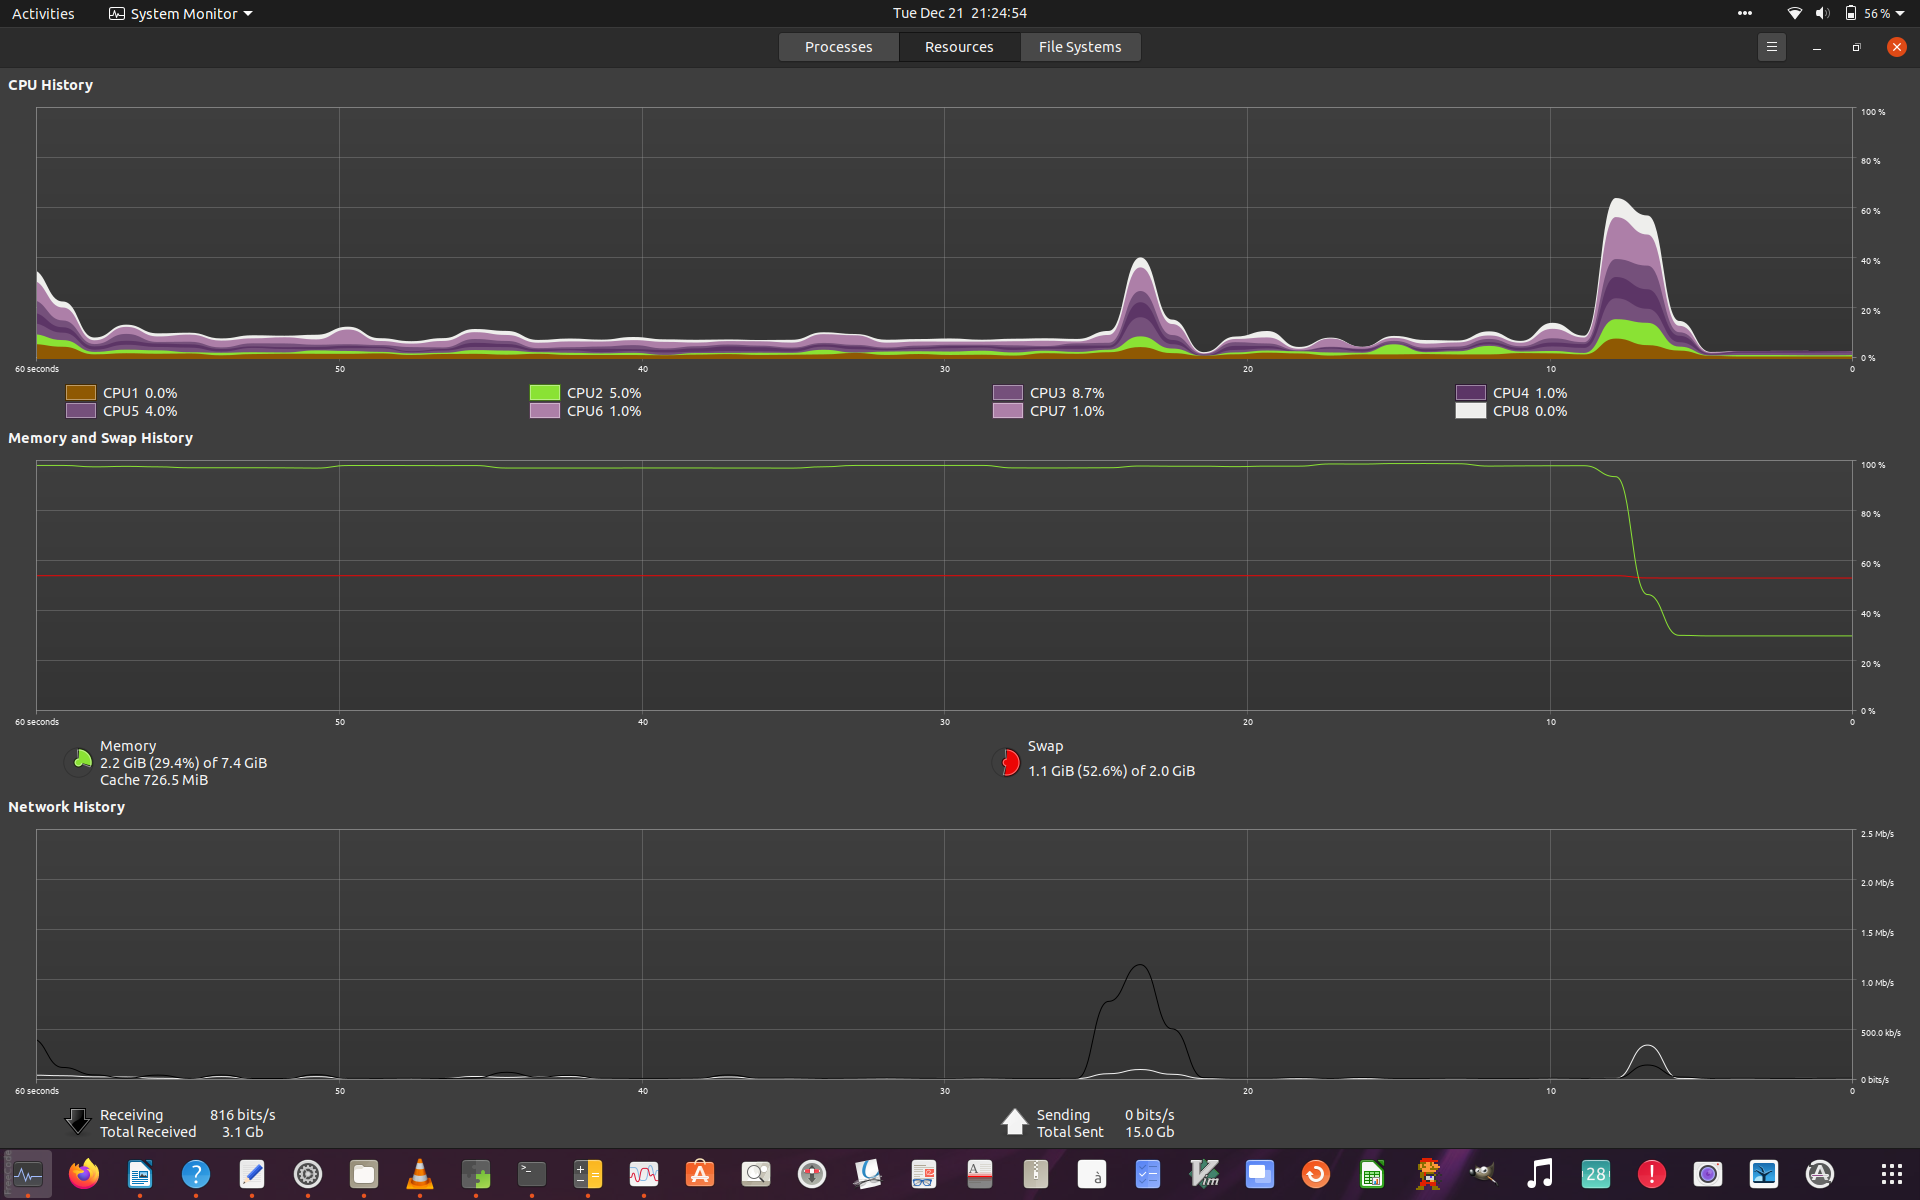 Activities System Monitor Tue Dec 21 21:24:54 56 %
Processes Resources File Systems
CPU History
100 %
80 %
60 %
40 %
20 %
0 %
60 seconds 50 40 30 20 10 0
CPU1 0.0% CPU2 5.0% CPU3 8.7% CPU4 1.0%
CPU5 4.0% CPU6 1.0% CPU7 1.0% CPU8 0.0%
Memory and Swap History
100 %
80 %
60 %
40 %
20 %
0 %
60 seconds 50 40 30 20 10 0
Memory Swap
2.2 GiB (29.4%) of 7.4 GiB 1.1 GiB (52.6%) of 2.0 GiB
Cache 726.5 MiB
Network History
2.5 Mb/s
2.0 Mb/s
1.5 Mb/s
1.0 Mb/s
500.0 kb/s
0 bits/s
60 seconds 50 40 30 20 10 0
Receiving 816 bits/s Sending 0 bits/s
Total Received 3.1 Gb Total Sent 15.0 Gb
? >_ A à Vim 28 !